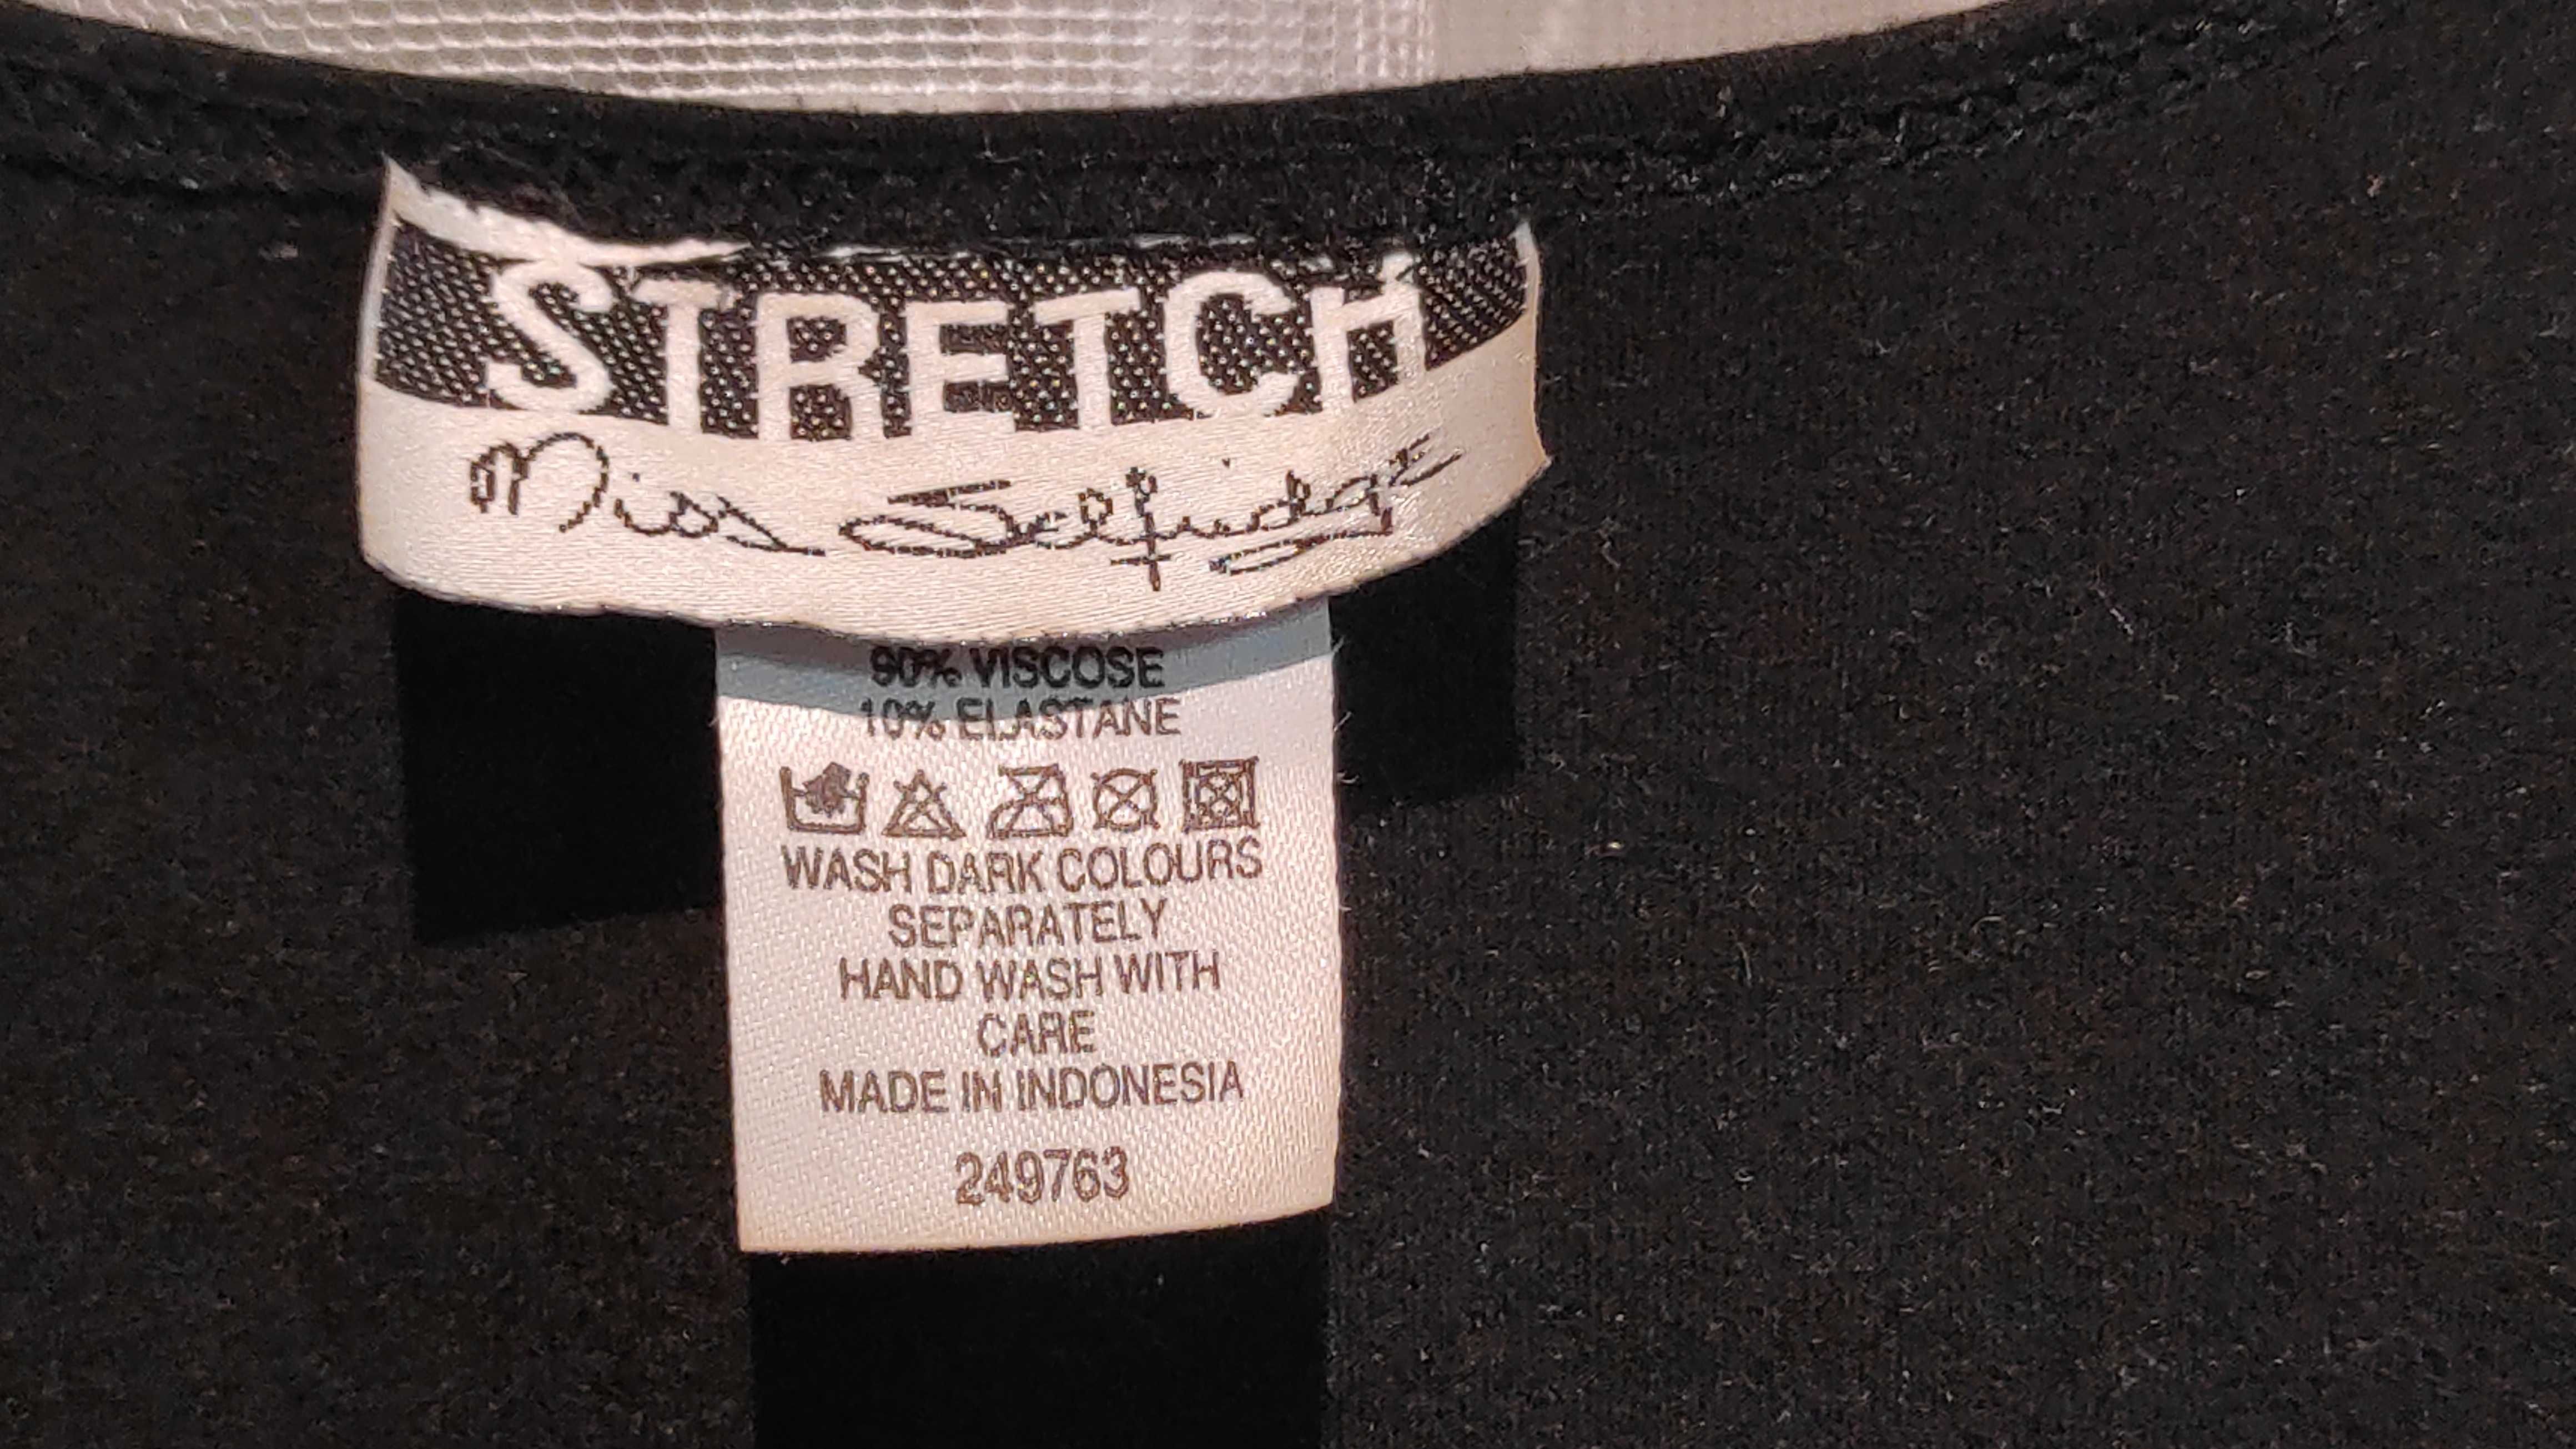 STRETCH
Miss Selfridge
90% VISCOSE
10% ELASTANE
WASH DARK COLOURS
SEPARATELY
HAND WASH WITH
CARE
MADE IN INDONESIA
249763